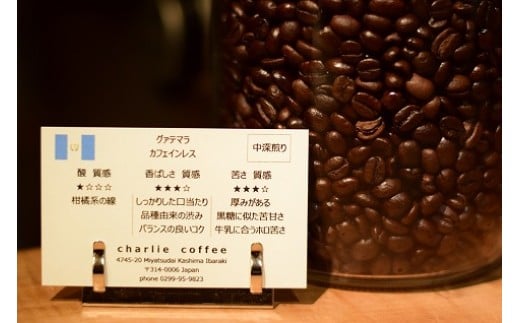 グァテマラ
カフェインレス
中深煎り
酸 質感
★☆☆☆
柑橘系の線
香ばしさ 質感
★★★☆
しっかりした口当たり
品種由来の渋み
バランスの良いコク
苦さ 質感
★★★☆
厚みがある
黒糖に似た苦甘さ
牛乳に合うホロ苦さ
charlie coffee
4745-20 Miyatsudai Kashima Ibaraki
〒314-0006 Japan
phone 0299-95-9823